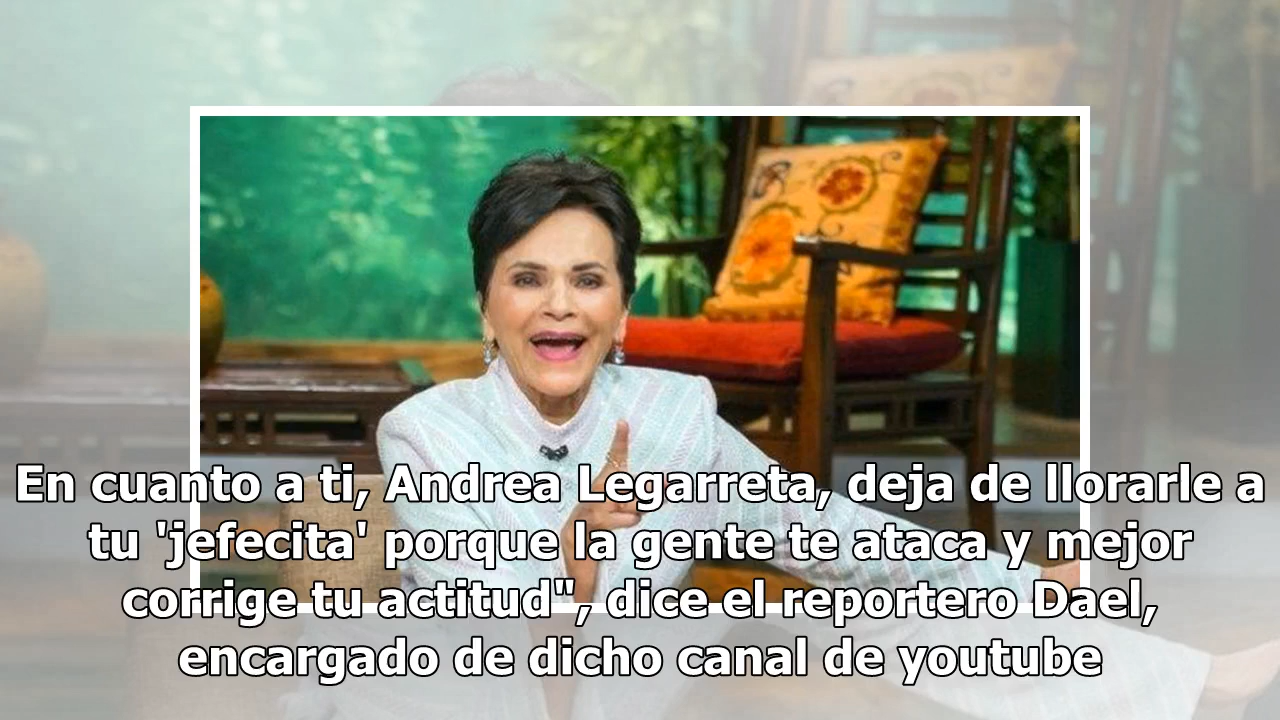 En cuanto a ti, Andrea Legarreta, deja de llorarle a
tu 'jefecita' porque la gente te ataca y mejor
corrige tu actitud", dice el reportero Dael,
encargado de dicho canal de youtube